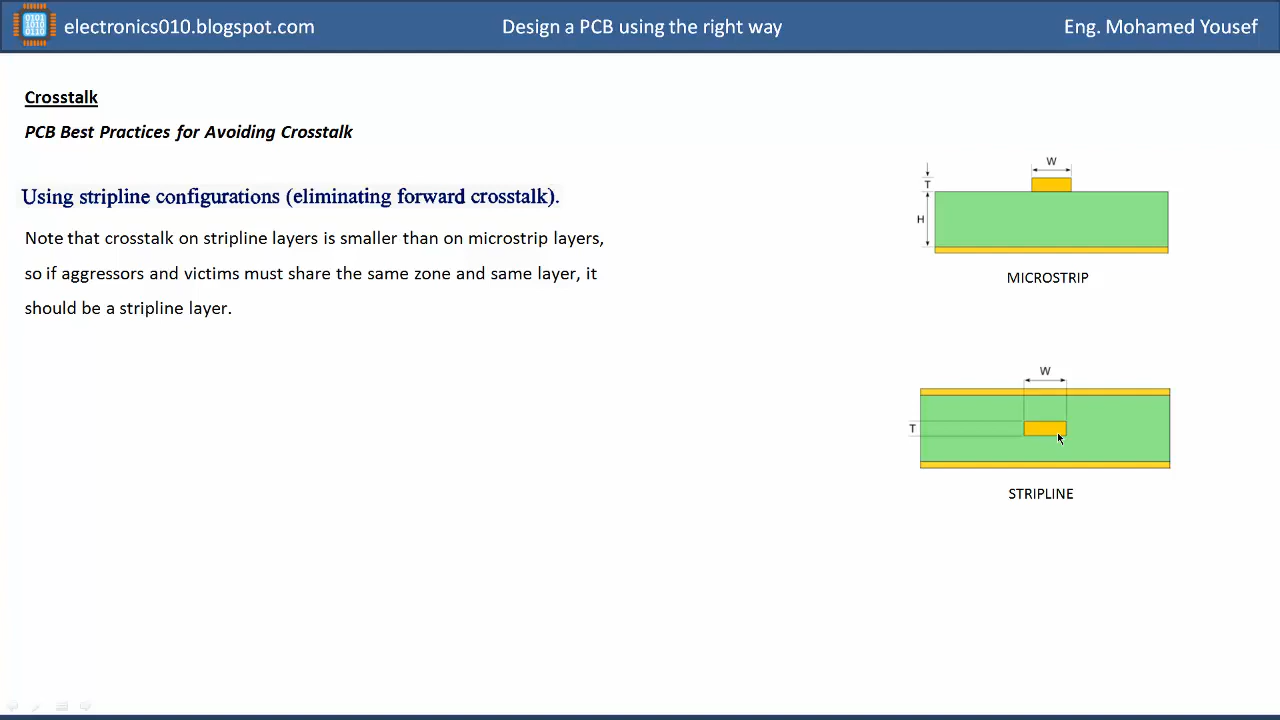 0101
1010
0110
electronics010.blogspot.com
Design a PCB using the right way
Eng. Mohamed Yousef
Crosstalk
PCB Best Practices for Avoiding Crosstalk
Using stripline configurations (eliminating forward crosstalk).
Note that crosstalk on stripline layers is smaller than on microstrip layers,
so if aggressors and victims must share the same zone and same layer, it
should be a stripline layer.
W
T
H
MICROSTRIP
W
T
STRIPLINE